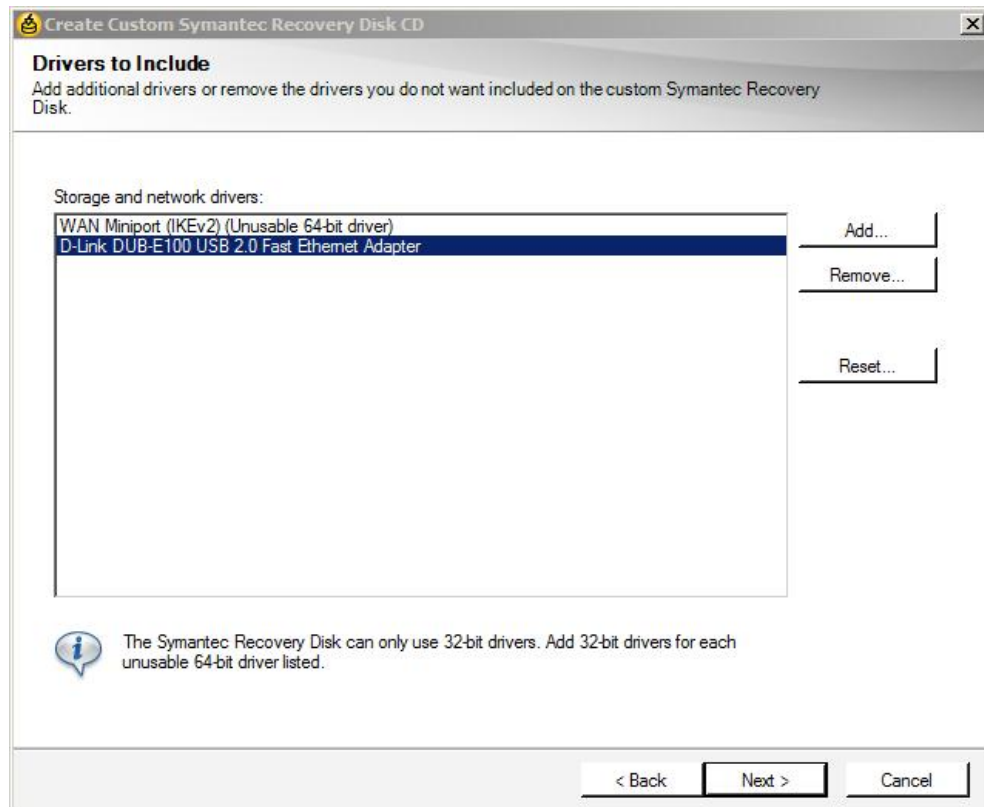 Create Custom Symantec Recovery Disk CD
Drivers to Include
Add additional drivers or remove the drivers you do not want included on the custom Symantec Recovery
Disk.
Storage and network drivers:
WAN Miniport (IKEv2) (Unusable 64-bit driver)
D-Link DUB-E100 USB 2.0 Fast Ethernet Adapter
Add...
Remove...
Reset...
The Symantec Recovery Disk can only use 32-bit drivers. Add 32-bit drivers for each
unusable 64-bit driver listed.
< Back
Next >
Cancel